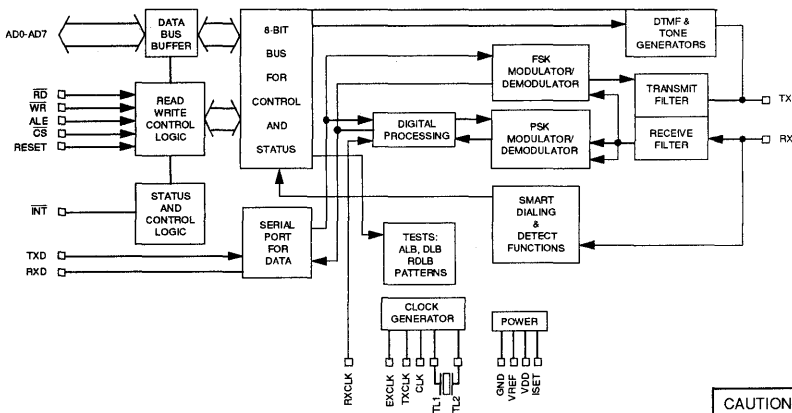 AD0-AD7
DATA
BUS
BUFFER
8-BIT
BUS
FOR
CONTROL
AND
STATUS
DTMF &
TONE
GENERATORS
FSK
MODULATOR/
DEMODULATOR
TRANSMIT
FILTER
TX
RECEIVE
FILTER
RX
RD
WR
ALE
CS
RESET
READ
WRITE
CONTROL
LOGIC
DIGITAL
PROCESSING
PSK
MODULATOR/
DEMODULATOR
INT
STATUS
AND
CONTROL
LOGIC
SMART
DIALING
&
DETECT
FUNCTIONS
TXD
RXD
SERIAL
PORT
FOR
DATA
TESTS:
ALB, DLB
RDLB
PATTERNS
CLOCK
GENERATOR
POWER
RXCLK
EXCLK
TXCLK
CLK
TL1
TL2
GND
VREF
VDD
ISET
CAUTION